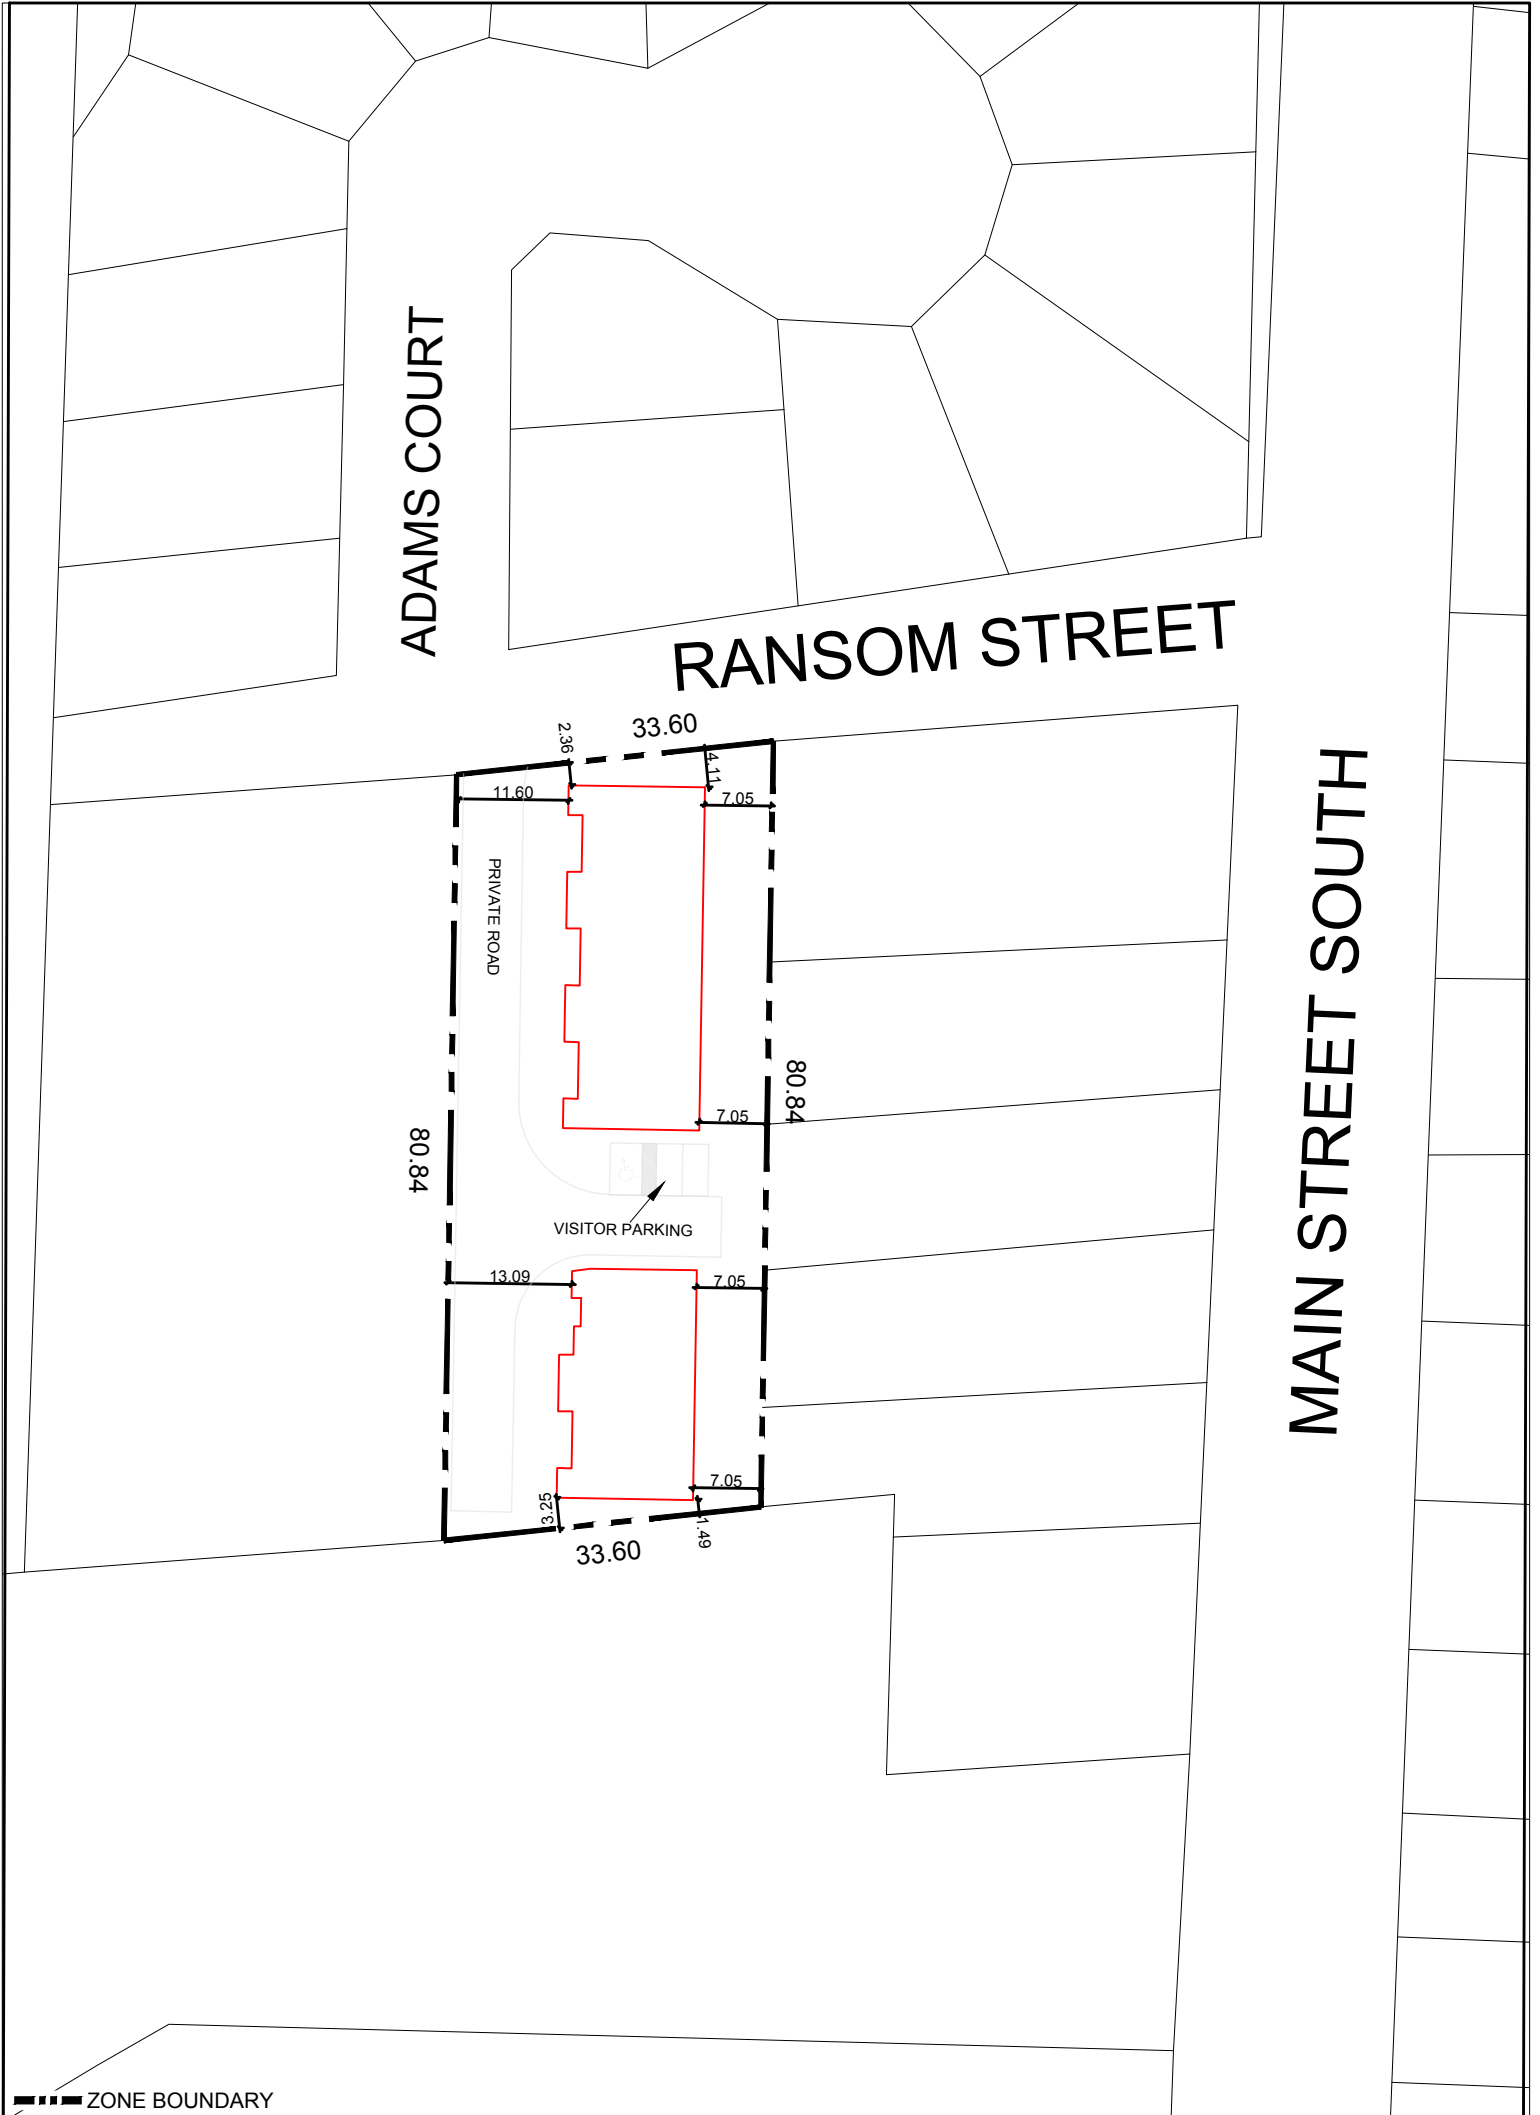 ADAMS COURT
RANSOM STREET
33.60
2.36
4.11
11.60
7.05
PRIVATE ROAD
MAIN STREET SOUTH
80.84
7.05
80.84
VISITOR PARKING
13.09
7.05
7.05
3.25
1.49
33.60
ZONE BOUNDARY